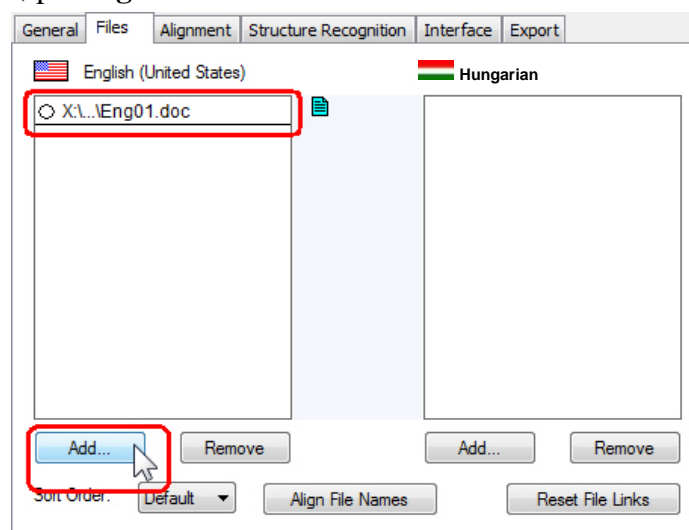 General Files Alignment Structure Recognition Interface Export
English (United States) Hungarian
X:\...\Eng01.doc
Add... Remove Add... Remove
Sort Order: Default Align File Names Reset File Links